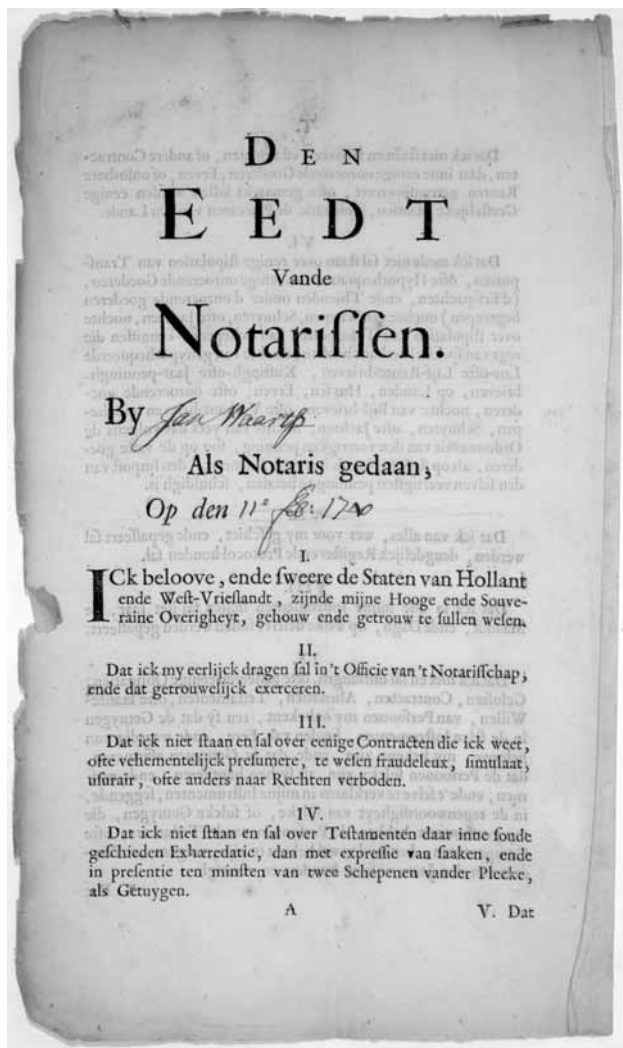 DEN
EEDT
Vande
Notariſſen.
By Jan
Als Notaris gedaan,
Op den 11e
I.
ICk beloove, ende ſweere de Staten van Hollant
ende Weſt-Vrieſlandt, zijnde mijne Hooge ende Souve-
raine Overigheyt, gehouw ende getrouw te ſullen weſen.
II.
Dat ick my eerlijck dragen ſal in't Officie van't Notariſſchap,
ende dat getrouwelijck exerceren.
III.
Dat ick niet ſtaan en ſal over eenige Contracten die ick weet,
ofte vehementelijck preſumere, te weſen fraudeleux, ſimulaat,
uſurair, ofte anders naar Rechten verboden.
IV.
Dat ick niet ſtaan en ſal over Teſtamenten daar inne ſoude
geſchieden Exhæredatie, dan met expreſſie van ſaaken, ende
in preſentie ten minſten van twee Schepenen vander Pleeke,
als Getuygen.
A V. Dat